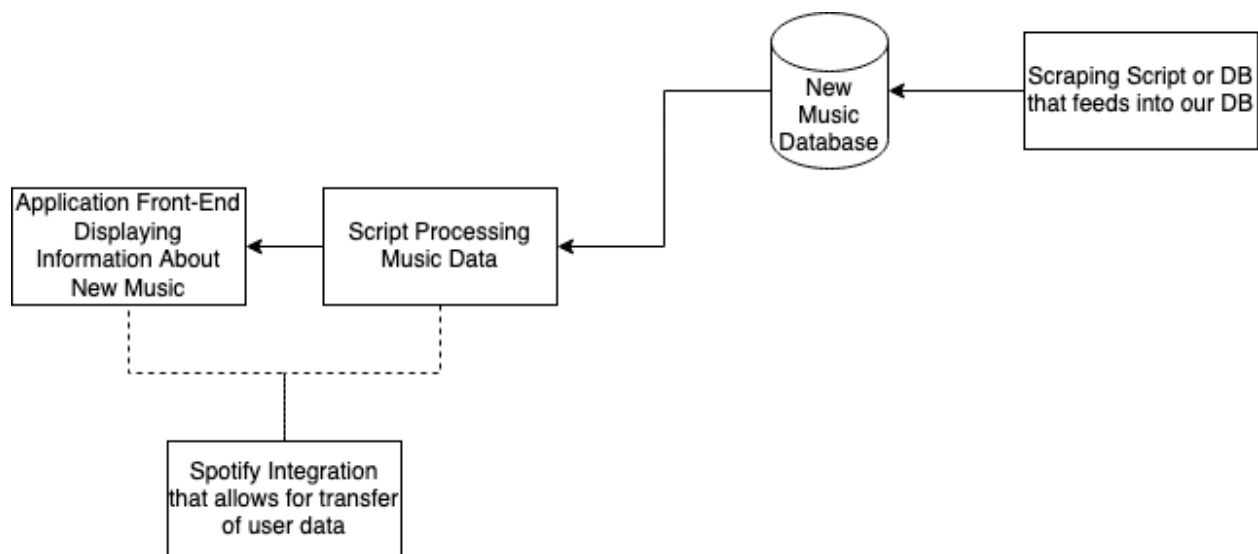 New
Music
Database
Scraping Script or DB
that feeds into our DB
Application Front-End
Displaying
Information About
New Music
Script Processing
Music Data
Spotify Integration
that allows for transfer
of user data